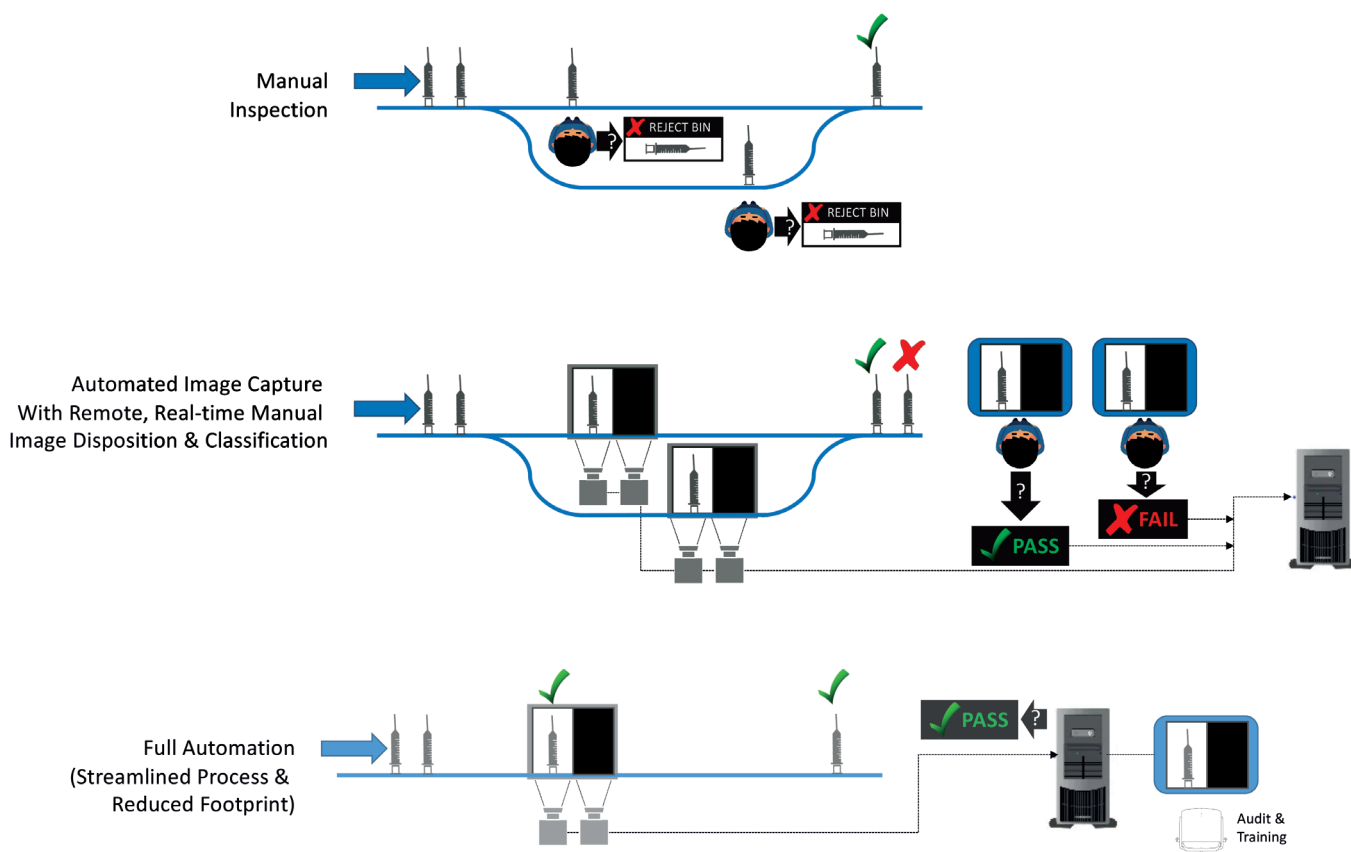 Manual
Inspection
? REJECT BIN
? REJECT BIN
Automated Image Capture
With Remote, Real-time Manual
Image Disposition & Classification
?
?
FAIL
PASS
PASS ?
Full Automation
(Streamlined Process &
Reduced Footprint)
Audit &
Training